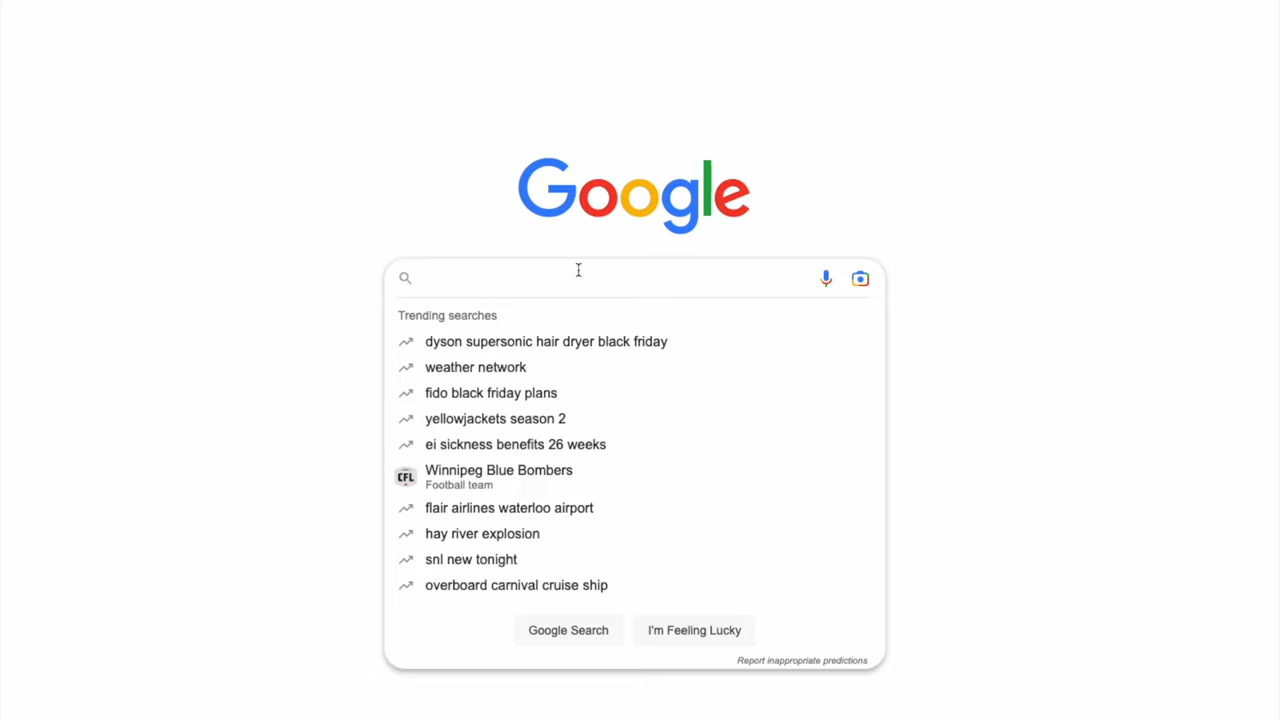 Google
Trending searches
dyson supersonic hair dryer black friday
weather network
fido black friday plans
yellowjackets season 2
ei sickness benefits 26 weeks
CFL
Winnipeg Blue Bombers
Football team
flair airlines waterloo airport
hay river explosion
snl new tonight
overboard carnival cruise ship
Google Search
I'm Feeling Lucky
Report inappropriate predictions